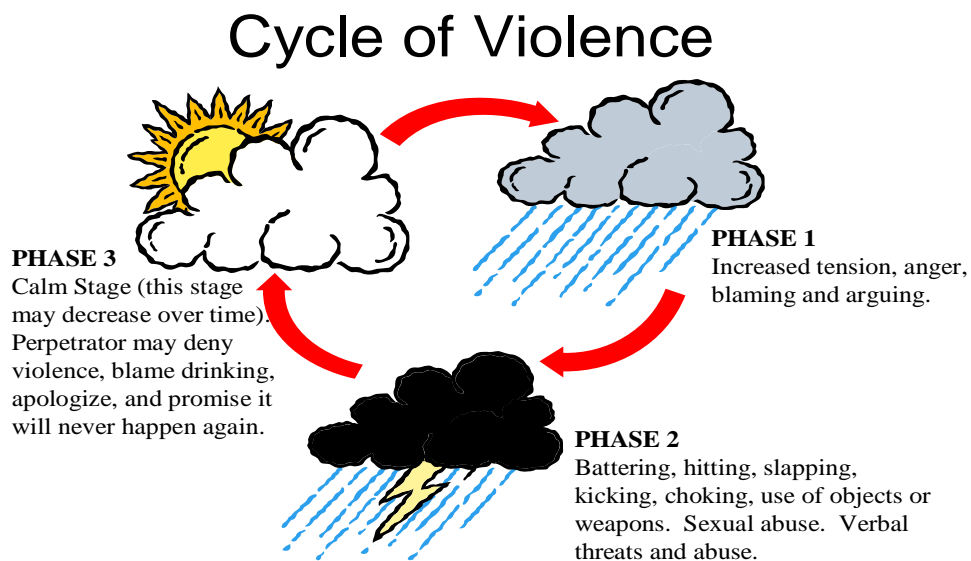 Cycle of Violence
PHASE 1
Increased tension, anger,
blaming and arguing.
PHASE 2
Battering, hitting, slapping,
kicking, choking, use of objects or
weapons.  Sexual abuse.  Verbal
threats and abuse.
PHASE 3
Calm Stage (this stage
may decrease over time).
Perpetrator may deny
violence, blame drinking,
apologize, and promise it
will never happen again.